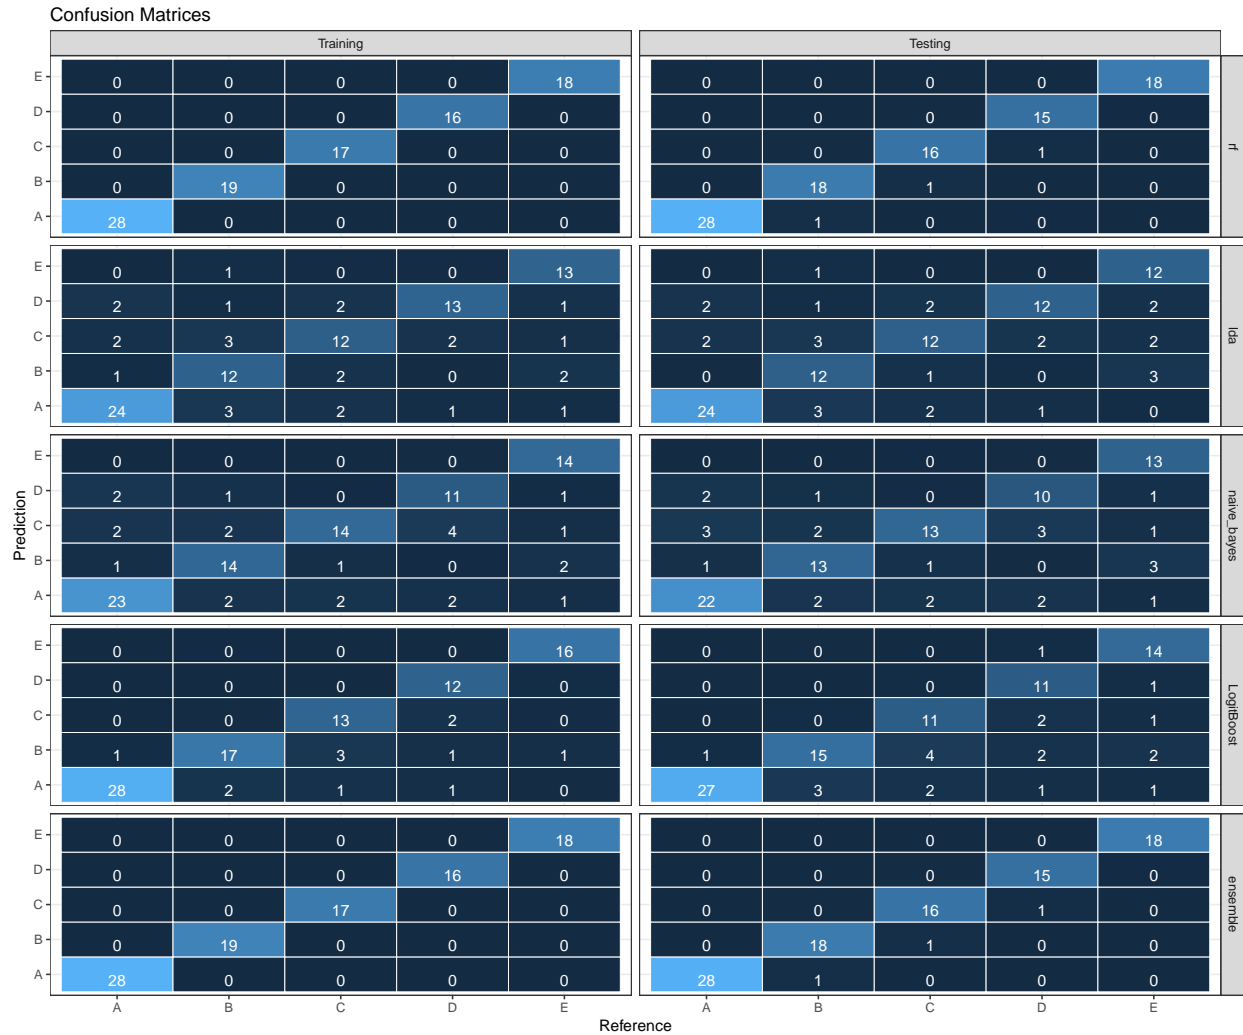 Confusion Matrices
Training Testing
E 0 0 0 0 18 0 0 0 0 18
D 0 0 0 16 0 0 0 0 15 0
C 0 0 17 0 0 0 0 16 1 0
B 0 19 0 0 0 0 18 1 0 0
A 28 0 0 0 0 28 1 0 0 0
rf
E 0 1 0 0 13 0 1 0 0 12
D 2 1 2 13 1 2 1 2 12 2
C 2 3 12 2 1 2 3 12 2 2
B 1 12 2 0 2 0 12 1 0 3
A 24 3 2 1 1 24 3 2 1 0
lda
E 0 0 0 0 14 0 0 0 0 13
D 2 1 0 11 1 2 1 0 10 1
C 2 2 14 4 1 3 2 13 3 1
B 1 14 1 0 2 1 13 1 0 3
A 23 2 2 2 1 22 2 2 2 1
naive_bayes
E 0 0 0 0 16 0 0 0 1 14
D 0 0 0 12 0 0 0 0 11 1
C 0 0 13 2 0 0 0 11 2 1
B 1 17 3 1 1 1 15 4 2 2
A 28 2 1 1 0 27 3 2 1 1
LogitBoost
E 0 0 0 0 18 0 0 0 0 18
D 0 0 0 16 0 0 0 0 15 0
C 0 0 17 0 0 0 0 16 1 0
B 0 19 0 0 0 0 18 1 0 0
A 28 0 0 0 0 28 1 0 0 0
ensemble
A B C D E A B C D E
Reference
Prediction